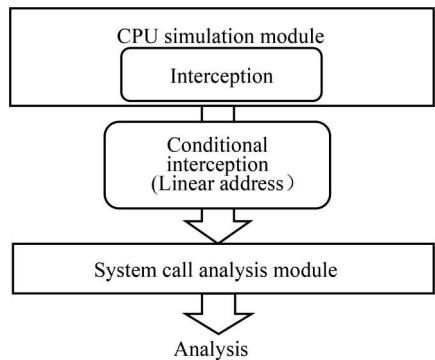 CPU simulation module
Interception
Conditional
interception
(Linear address）
System call analysis module
Analysis